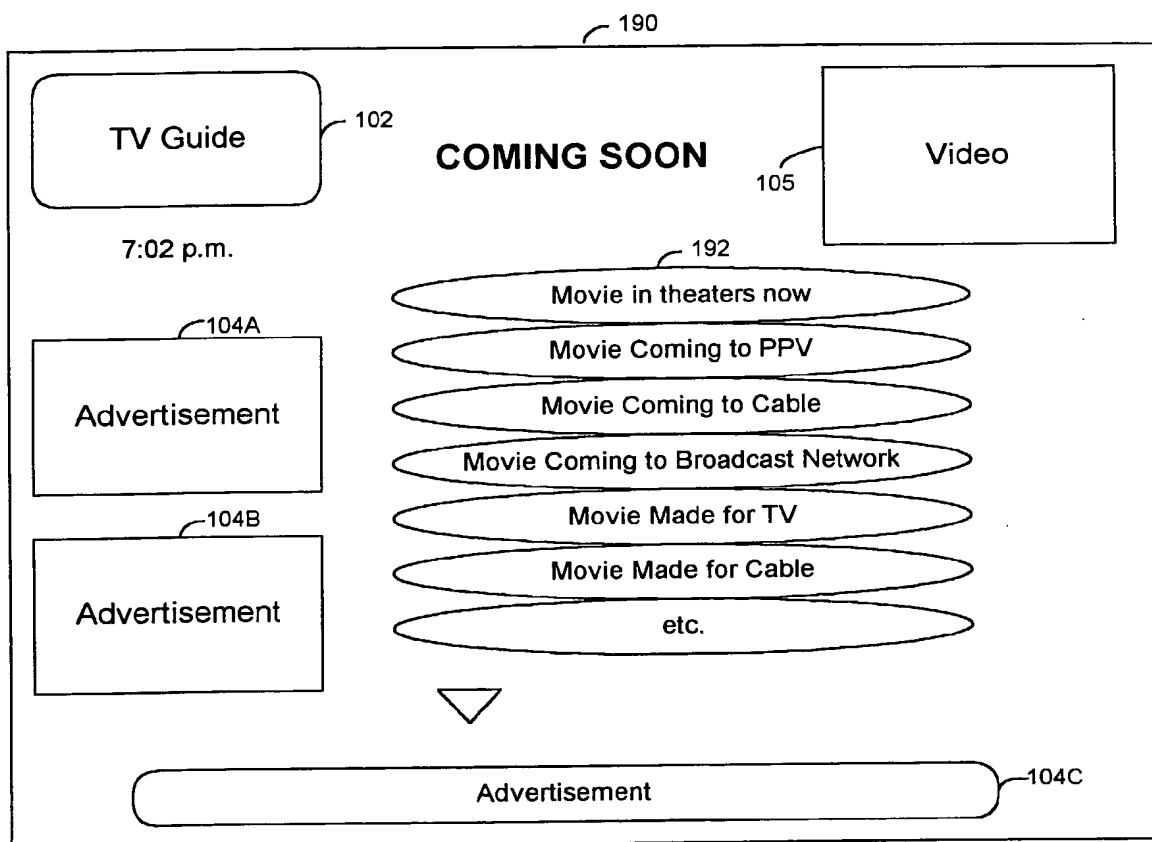 190
TV Guide
102
COMING SOON
105
Video
7:02 p.m.
192
Movie in theaters now
Movie Coming to PPV
Movie Coming to Cable
Movie Coming to Broadcast Network
Movie Made for TV
Movie Made for Cable
etc.
104A
Advertisement
104B
Advertisement
Advertisement
104C